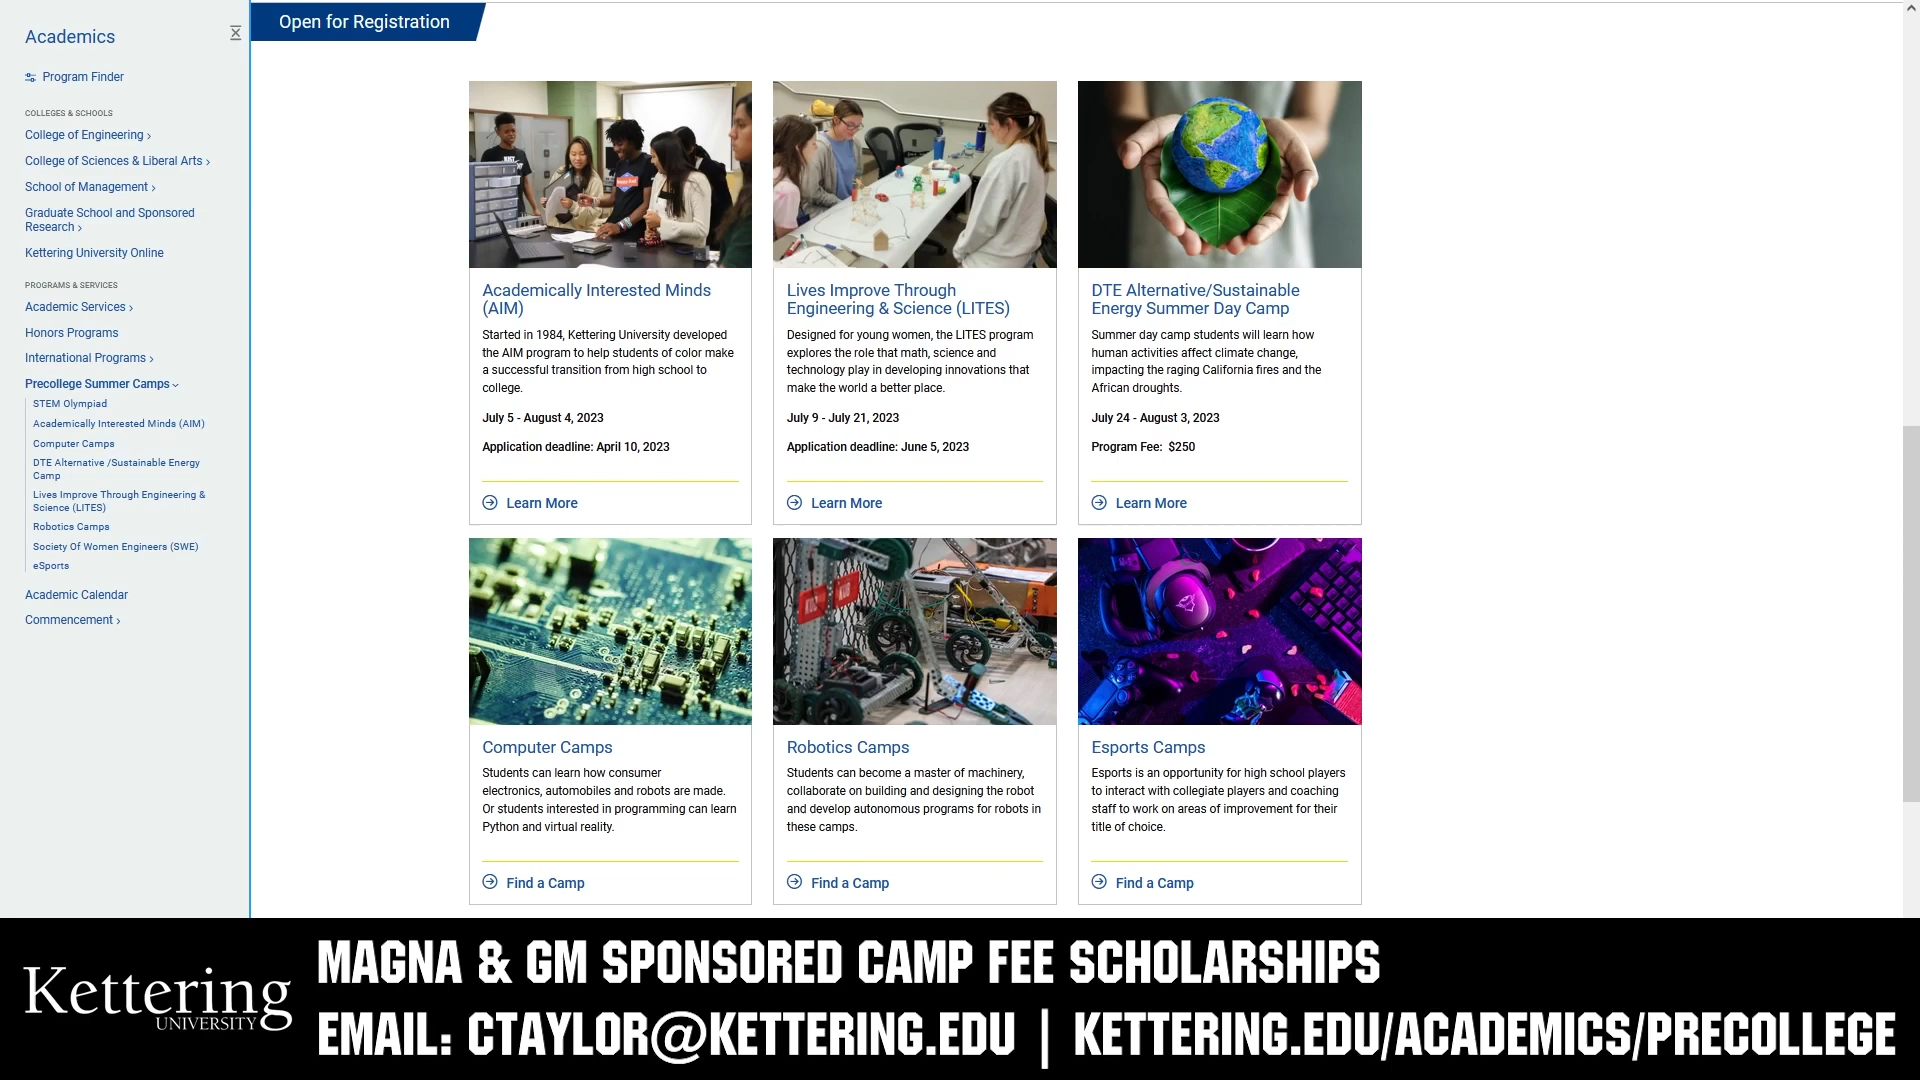 Academics
Program Finder
COLLEGES & SCHOOLS
College of Engineering ›
College of Sciences & Liberal Arts ›
School of Management ›
Graduate School and Sponsored
Research ›
Kettering University Online
PROGRAMS & SERVICES
Academic Services ›
Honors Programs
International Programs ›
Precollege Summer Camps
STEM Olympiad
Academically Interested Minds (AIM)
Computer Camps
DTE Alternative /Sustainable Energy
Camp
Lives Improve Through Engineering &
Science (LITES)
Robotics Camps
Society Of Women Engineers (SWE)
eSports
Academic Calendar
Commencement ›
Open for Registration
Academically Interested Minds
(AIM)
Started in 1984, Kettering University developed
the AIM program to help students of color make
a successful transition from high school to
college.
July 5 - August 4, 2023
Application deadline: April 10, 2023
Learn More
Lives Improve Through
Engineering & Science (LITES)
Designed for young women, the LITES program
explores the role that math, science and
technology play in developing innovations that
make the world a better place.
July 9 - July 21, 2023
Application deadline: June 5, 2023
Learn More
DTE Alternative/Sustainable
Energy Summer Day Camp
Summer day camp students will learn how
human activities affect climate change,
impacting the raging California fires and the
African droughts.
July 24 - August 3, 2023
Program Fee: $250
Learn More
Computer Camps
Students can learn how consumer
electronics, automobiles and robots are made.
Or students interested in programming can learn
Python and virtual reality.
Find a Camp
Robotics Camps
Students can become a master of machinery,
collaborate on building and designing the robot
and develop autonomous programs for robots in
these camps.
Find a Camp
Esports Camps
Esports is an opportunity for high school players
to interact with collegiate players and coaching
staff to work on areas of improvement for their
title of choice.
Find a Camp
Kettering
UNIVERSITY
MAGNA & GM SPONSORED CAMP FEE SCHOLARSHIPS
EMAIL: CTAYLOR@KETTERING.EDU | KETTERING.EDU/ACADEMICS/PRECOLLEGE